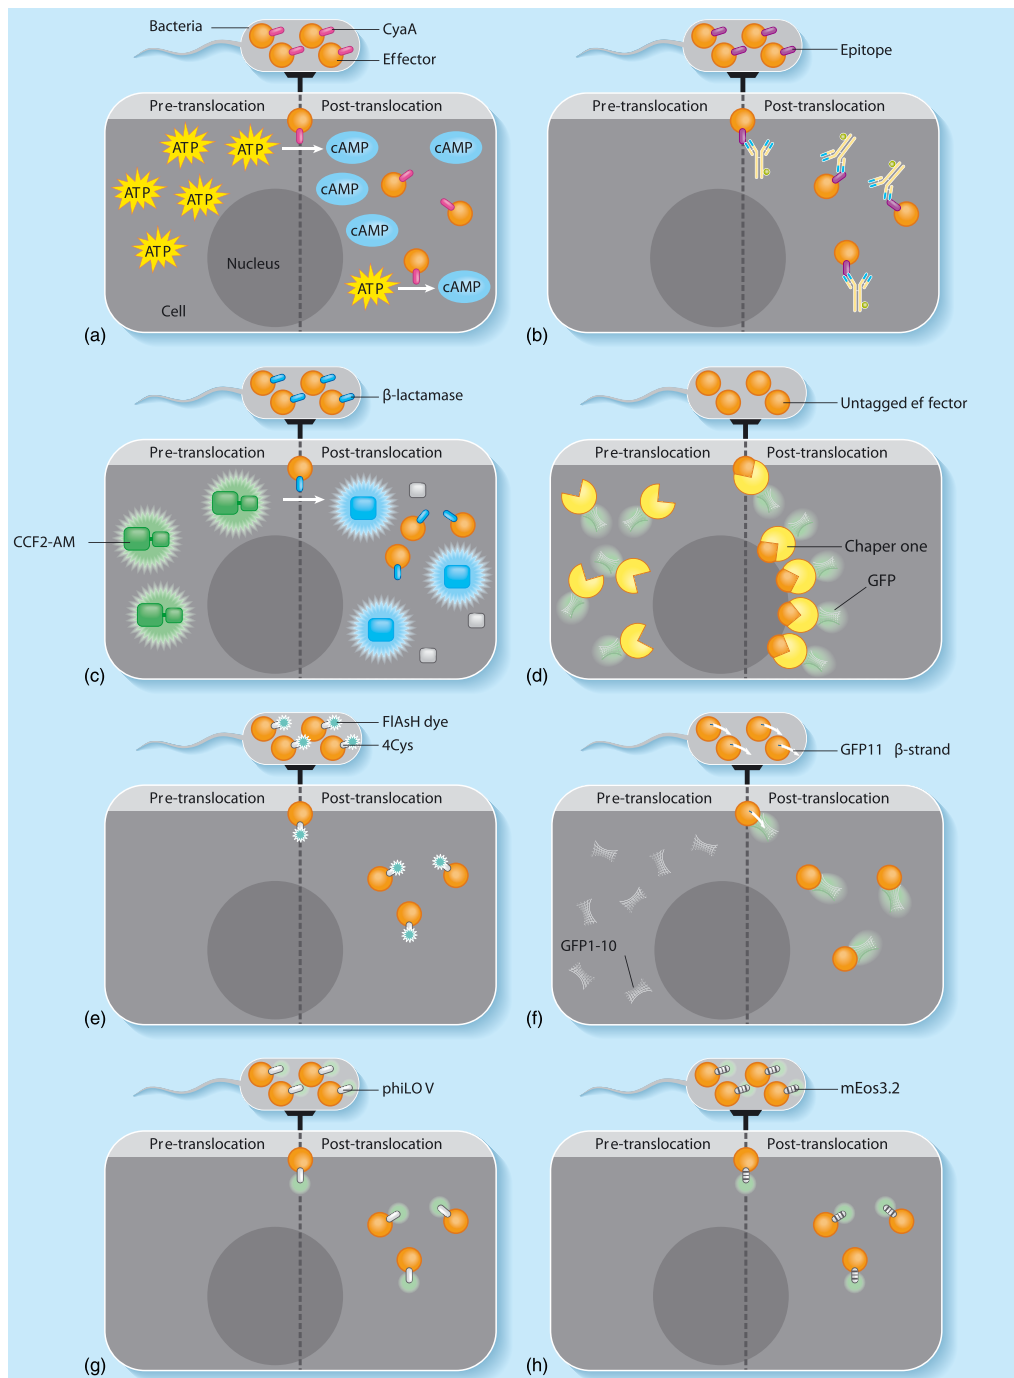 Bacteria
CyaA
Effector
Pre-translocation
Post-translocation
ATP
ATP
cAMP
cAMP
ATP
ATP
cAMP
cAMP
ATP
Nucleus
ATP
cAMP
Cell
(a)
Epitope
Pre-translocation
Post-translocation
(b)
β-lactamase
Pre-translocation
Post-translocation
CCF2-AM
(c)
Untagged ef fector
Pre-translocation
Post-translocation
Chaper one
GFP
(d)
FlAsH dye
4Cys
Pre-translocation
Post-translocation
(e)
GFP11 β-strand
Pre-translocation
Post-translocation
GFP1-10
(f)
phiLO V
Pre-translocation
Post-translocation
(g)
mEos3.2
Pre-translocation
Post-translocation
(h)